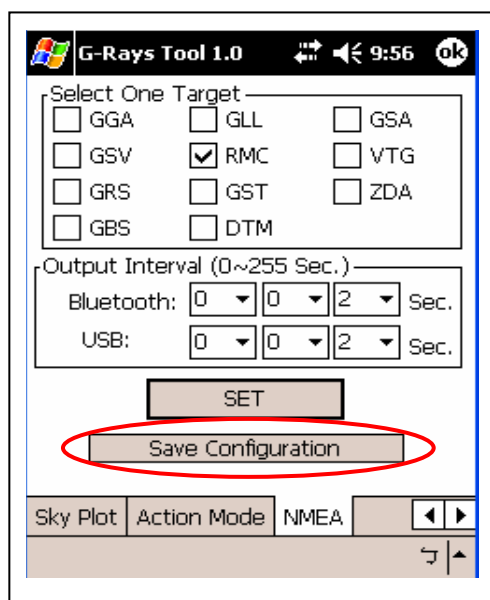 G-Rays Tool 1.0 9:56 ok
Select One Target
GGA GLL GSA
GSV RMC VTG
GRS GST ZDA
GBS DTM
Output Interval (0~255 Sec.)
Bluetooth: 0 0 2 Sec.
USB: 0 0 2 Sec.
SET
Save Configuration
Sky Plot Action Mode NMEA